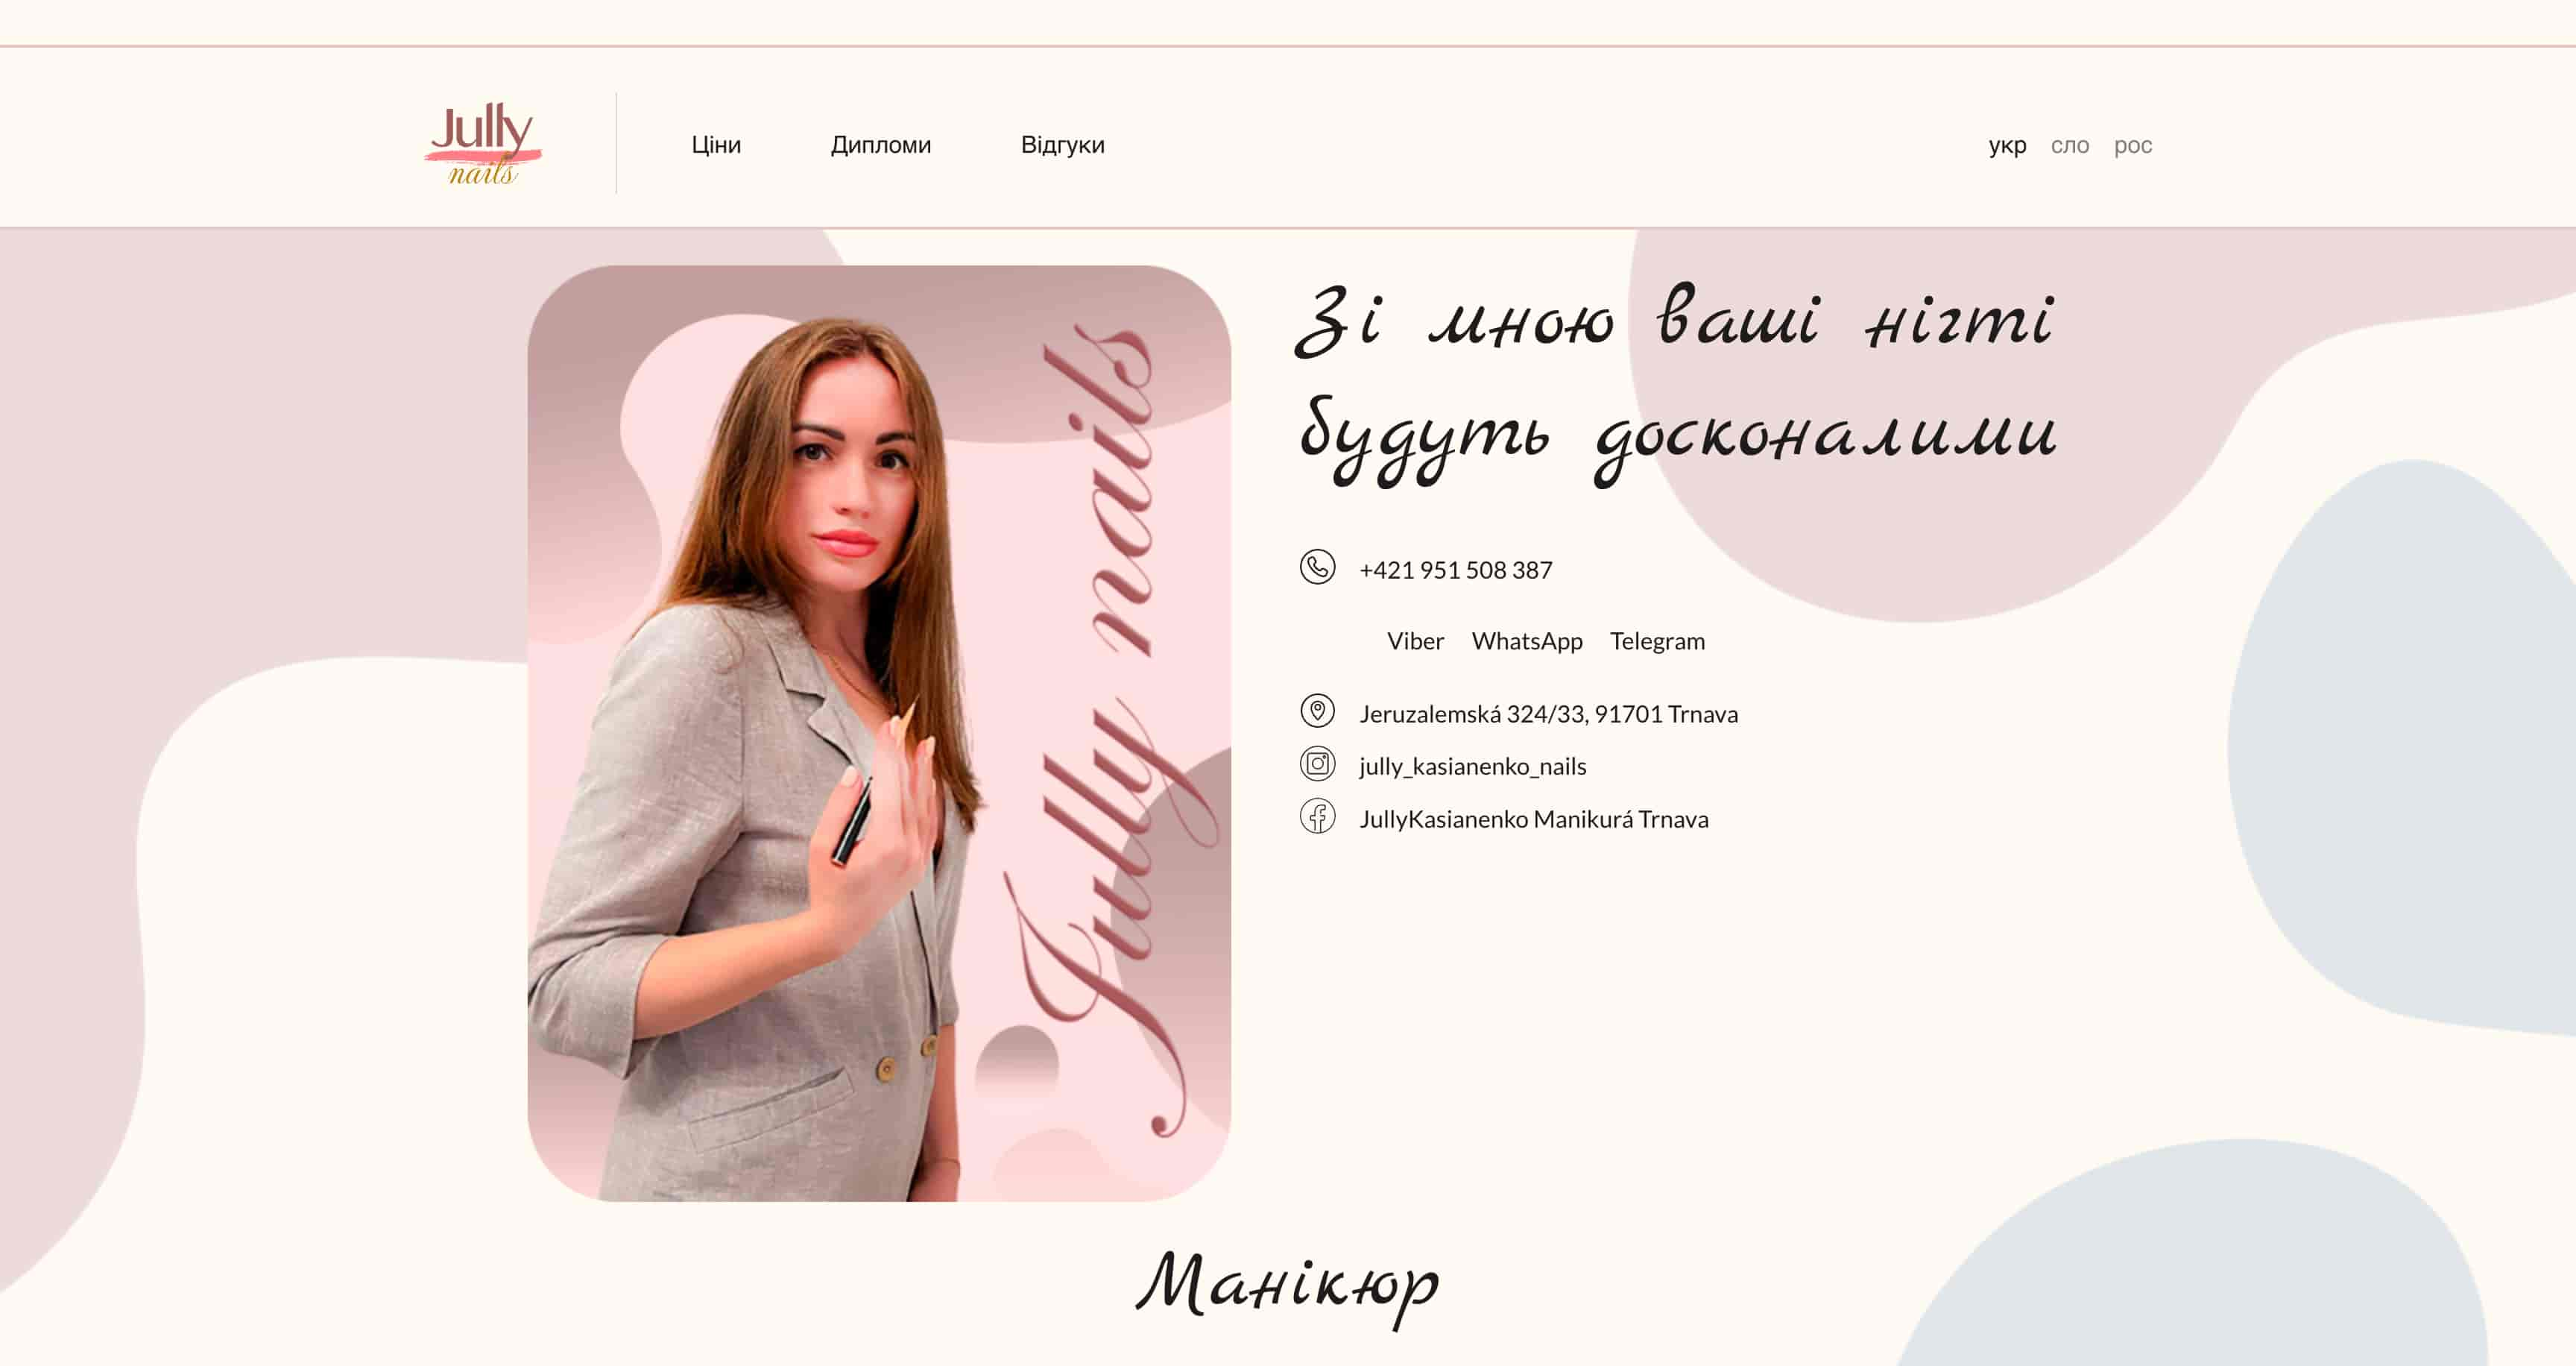 Jully
nails
Ціни
Дипломи
Відгуки
укр сло рос
Jully nails
Зі мною ваші нігті
будуть досконалими
+421 951 508 387
Viber WhatsApp Telegram
Jeruzalemská 324/33, 91701 Trnava
jully_kasianenko_nails
JullyKasianenko Manikurá Trnava
Манікюр